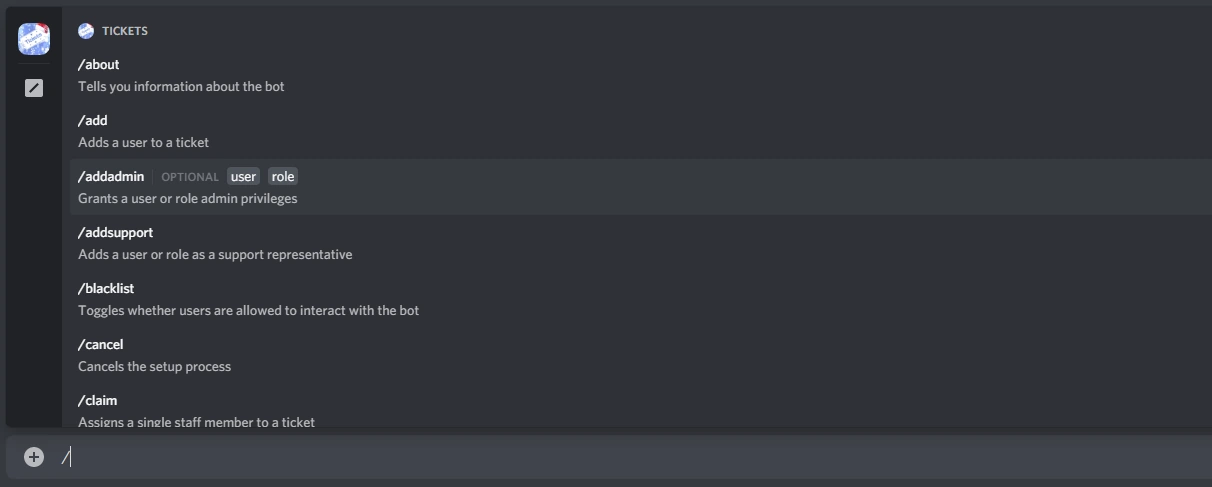 TICKETS
/about
Tells you information about the bot
/add
Adds a user to a ticket
/addadmin OPTIONAL user role
Grants a user or role admin privileges
/addsupport
Adds a user or role as a support representative
/blacklist
Toggles whether users are allowed to interact with the bot
/cancel
Cancels the setup process
/claim
Assigns a single staff member to a ticket
/